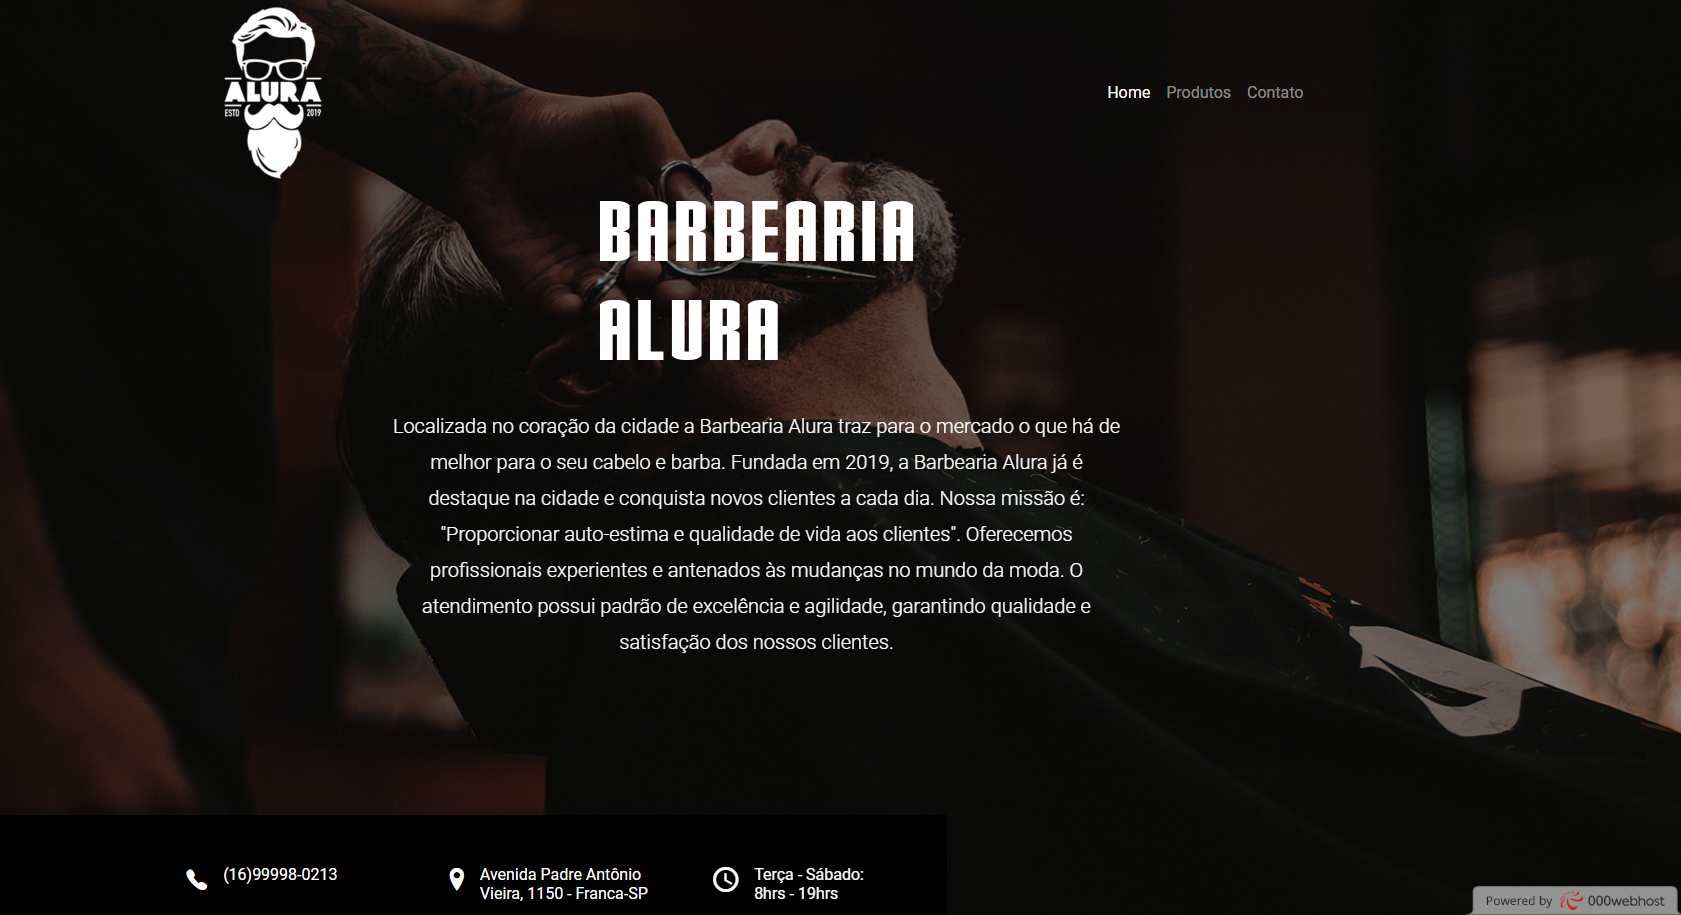 ALURA
ESTD 2019
Home Produtos Contato
BARBEARIA
ALURA
Localizada no coração da cidade a Barbearia Alura traz para o mercado o que há de
melhor para o seu cabelo e barba. Fundada em 2019, a Barbearia Alura já é
destaque na cidade e conquista novos clientes a cada dia. Nossa missão é:
"Proporcionar auto-estima e qualidade de vida aos clientes". Oferecemos
profissionais experientes e antenados às mudanças no mundo da moda. O
atendimento possui padrão de excelência e agilidade, garantindo qualidade e
satisfação dos nossos clientes.
(16)99998-0213
Avenida Padre Antônio
Vieira, 1150 - Franca-SP
Terça - Sábado:
8hrs - 19hrs
Powered by 000webhost